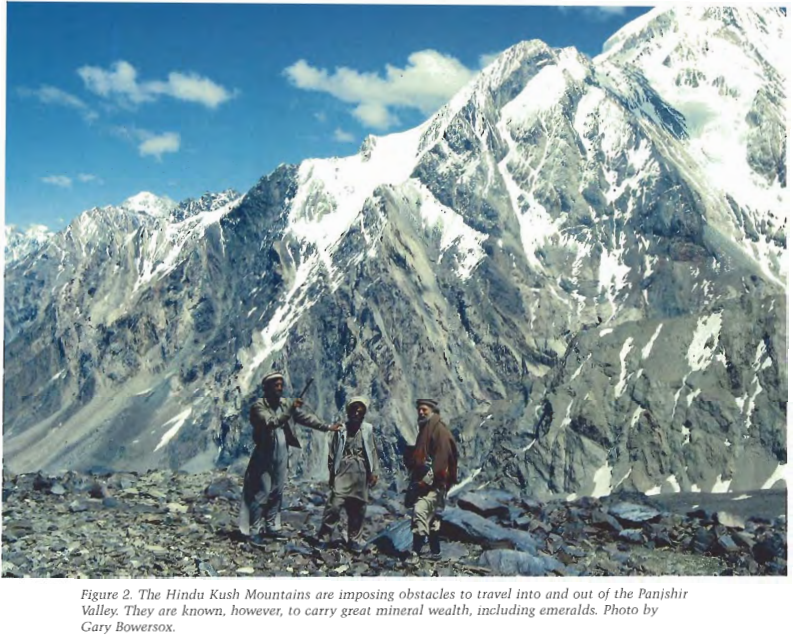 Figure 2. The Hindu Kush Mountains are imposing obstacles to travel into and out of the Panjshir
Valley. They are known, however, to carry great mineral wealth, including emeralds. Photo by
Gary Bowersox.